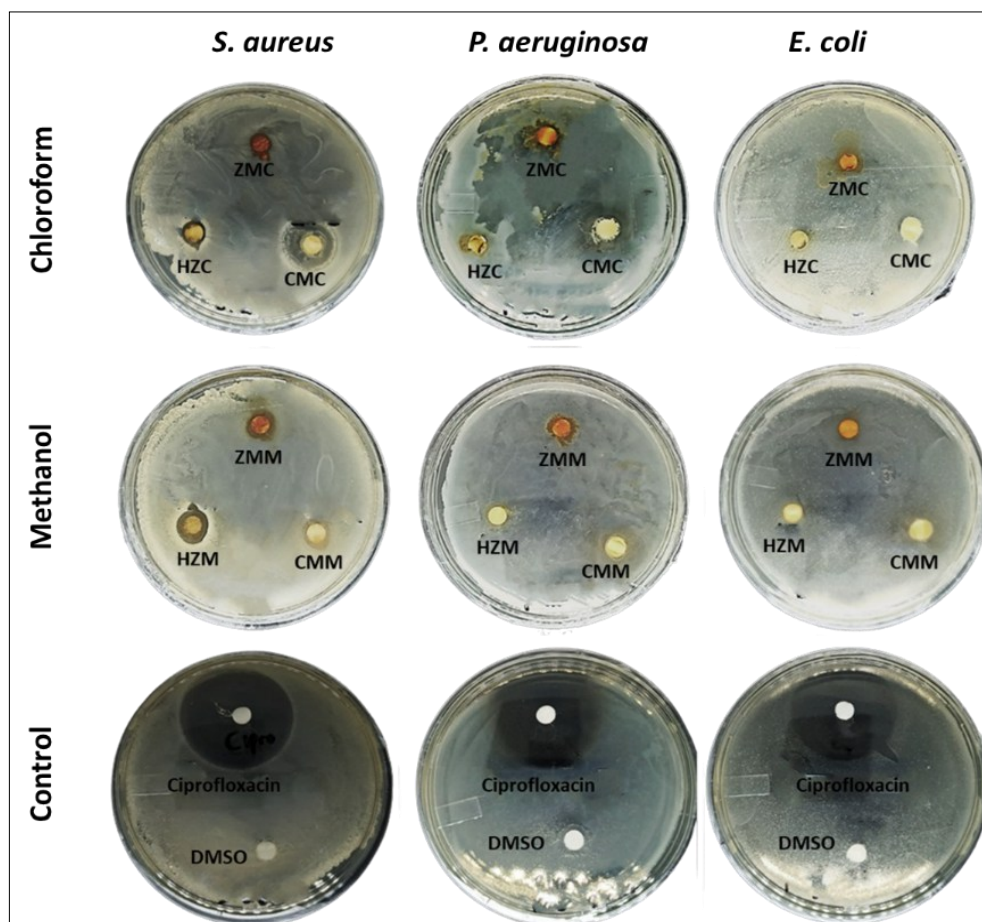 S. aureus P. aeruginosa E. coli
Chloroform
ZMC
HZC
CMC
ZMC
HZC
CMC
ZMC
HZC
CMC
Methanol
ZMM
HZM
CMM
ZMM
HZM
CMM
ZMM
HZM
CMM
Control
Cipro
Ciprofloxacin
DMSO
Ciprofloxacin
DMSO
Ciprofloxacin
DMSO